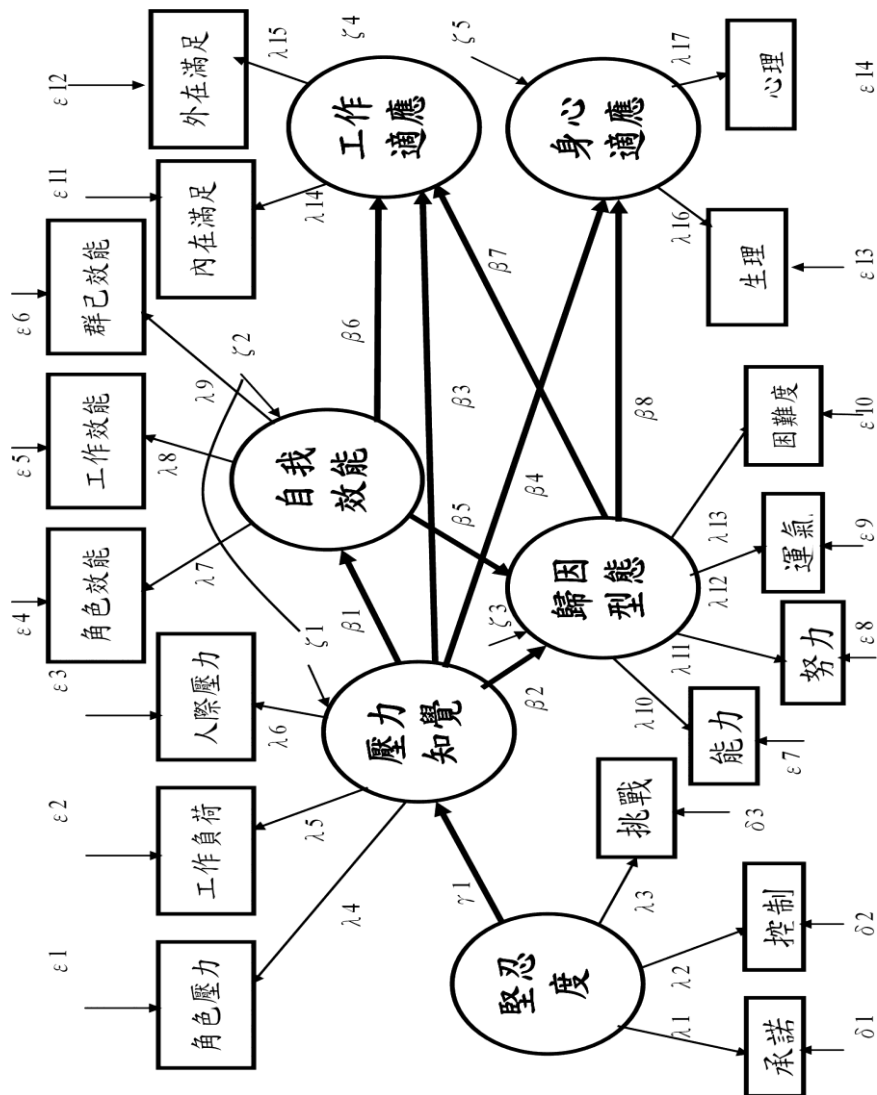 ε4
ε5
ε6
ε1
ε2
ε3
ε11
ε12
角色效能
工作效能
群己效能
角色壓力
工作負荷
人際壓力
內在滿足
外在滿足
λ7
λ8
λ9
ζ2
λ4
λ5
λ6
ζ1
λ14
λ15
ζ4
自我
效能
β1
β6
工作
適應
壓力
知覺
β3
β5
γ1
ζ3
β4
β7
ζ5
β2
堅忍
度
歸因
型態
β8
身心
適應
λ3
λ10
λ11
λ12
λ13
λ16
λ17
挑戰
λ1
λ2
δ3
能力
努力
運氣
困難度
生理
心理
承諾
控制
ε7
ε8
ε9
ε10
ε13
ε14
δ1
δ2